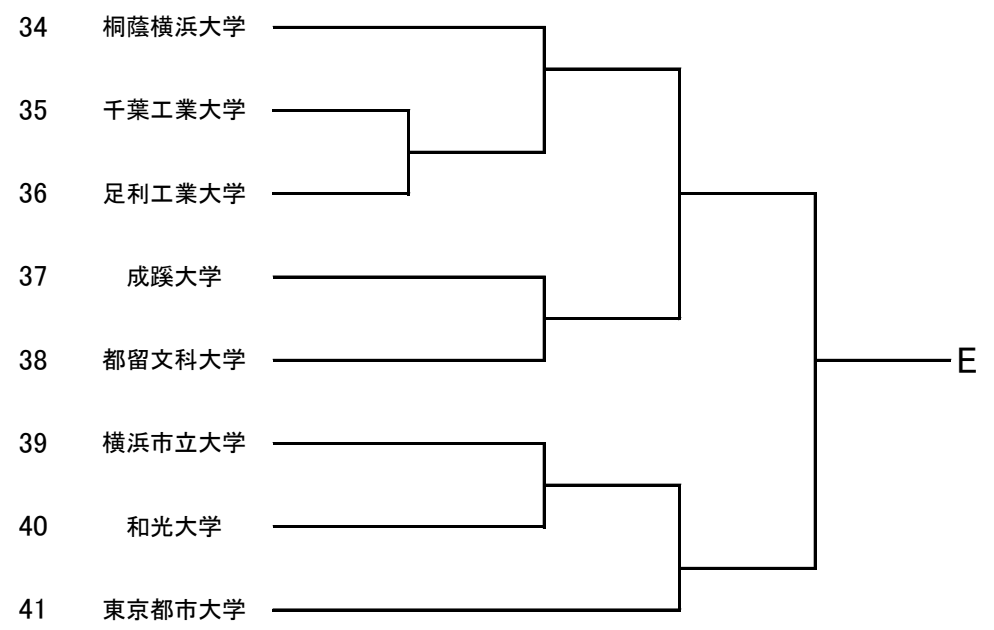 34 桐蔭横浜大学
35 千葉工業大学
36 足利工業大学
37 成蹊大学
38 都留文科大学
E
39 横浜市立大学
40 和光大学
41 東京都市大学